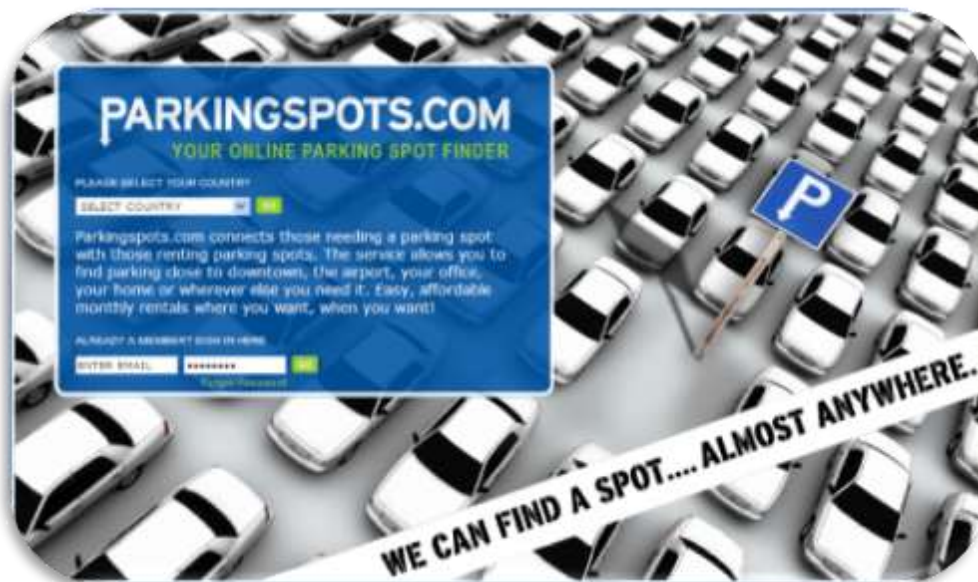 PARKINGSPOTS.COM
YOUR ONLINE PARKING SPOT FINDER
PLEASE SELECT YOUR COUNTRY
SELECT COUNTRY
GO
Parkingspots.com connects those needing a parking spot
with those renting parking spots. The service allows you to
find parking close to downtown, the airport, your office,
your home or wherever else you need it. Easy, affordable
monthly rentals where you want, when you want!
ALREADY A MEMBER? SIGN IN HERE
ENTER EMAIL ******** GO
Forgot Password
P
WE CAN FIND A SPOT.... ALMOST ANYWHERE.